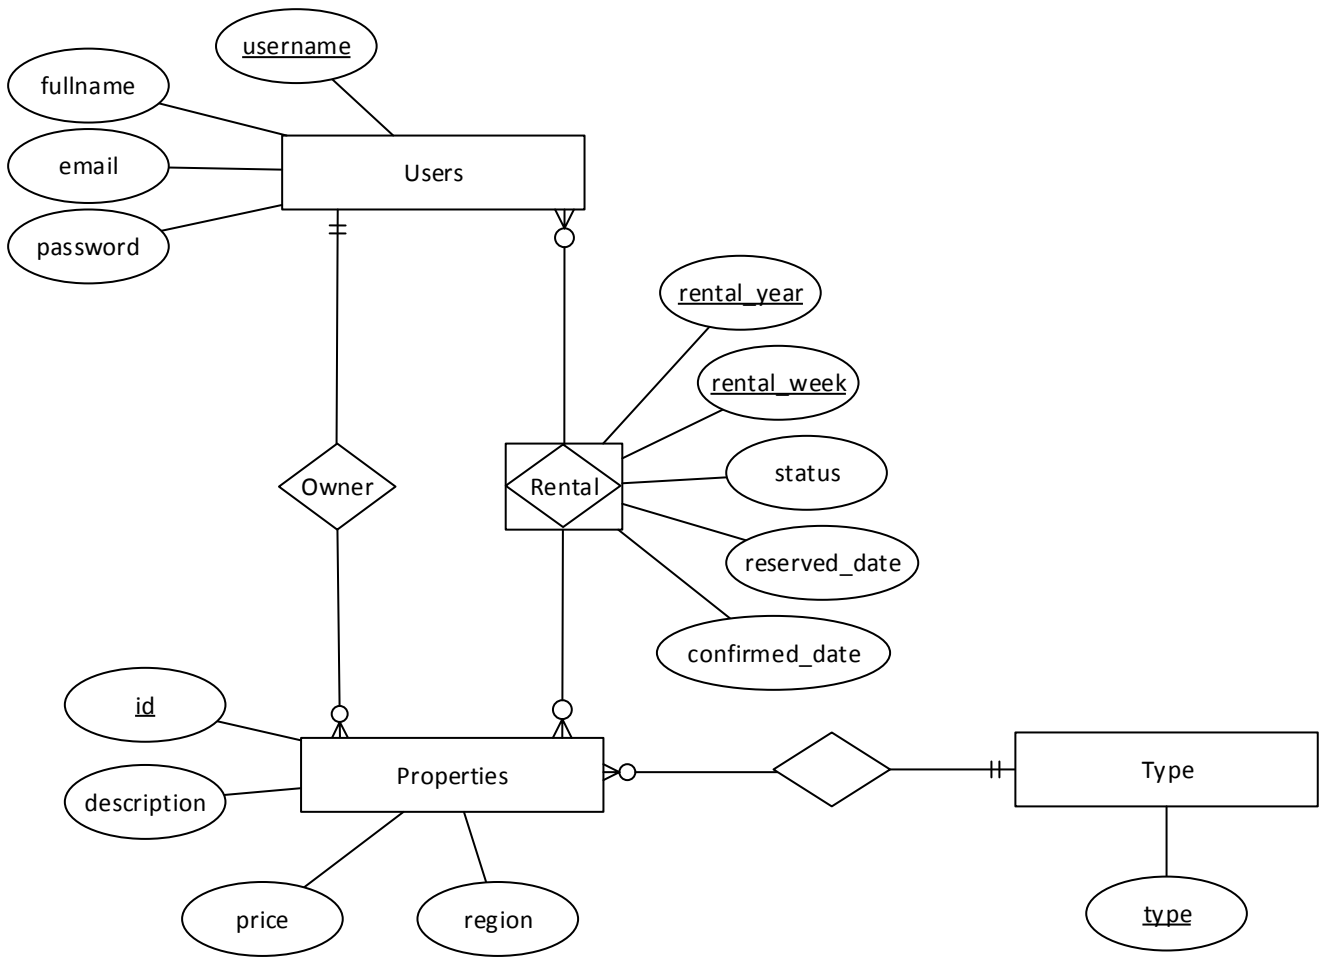 username
fullname
email
password
Users
rental_year
rental_week
status
reserved_date
confirmed_date
Owner
Rental
id
description
Properties
price
region
Type
type